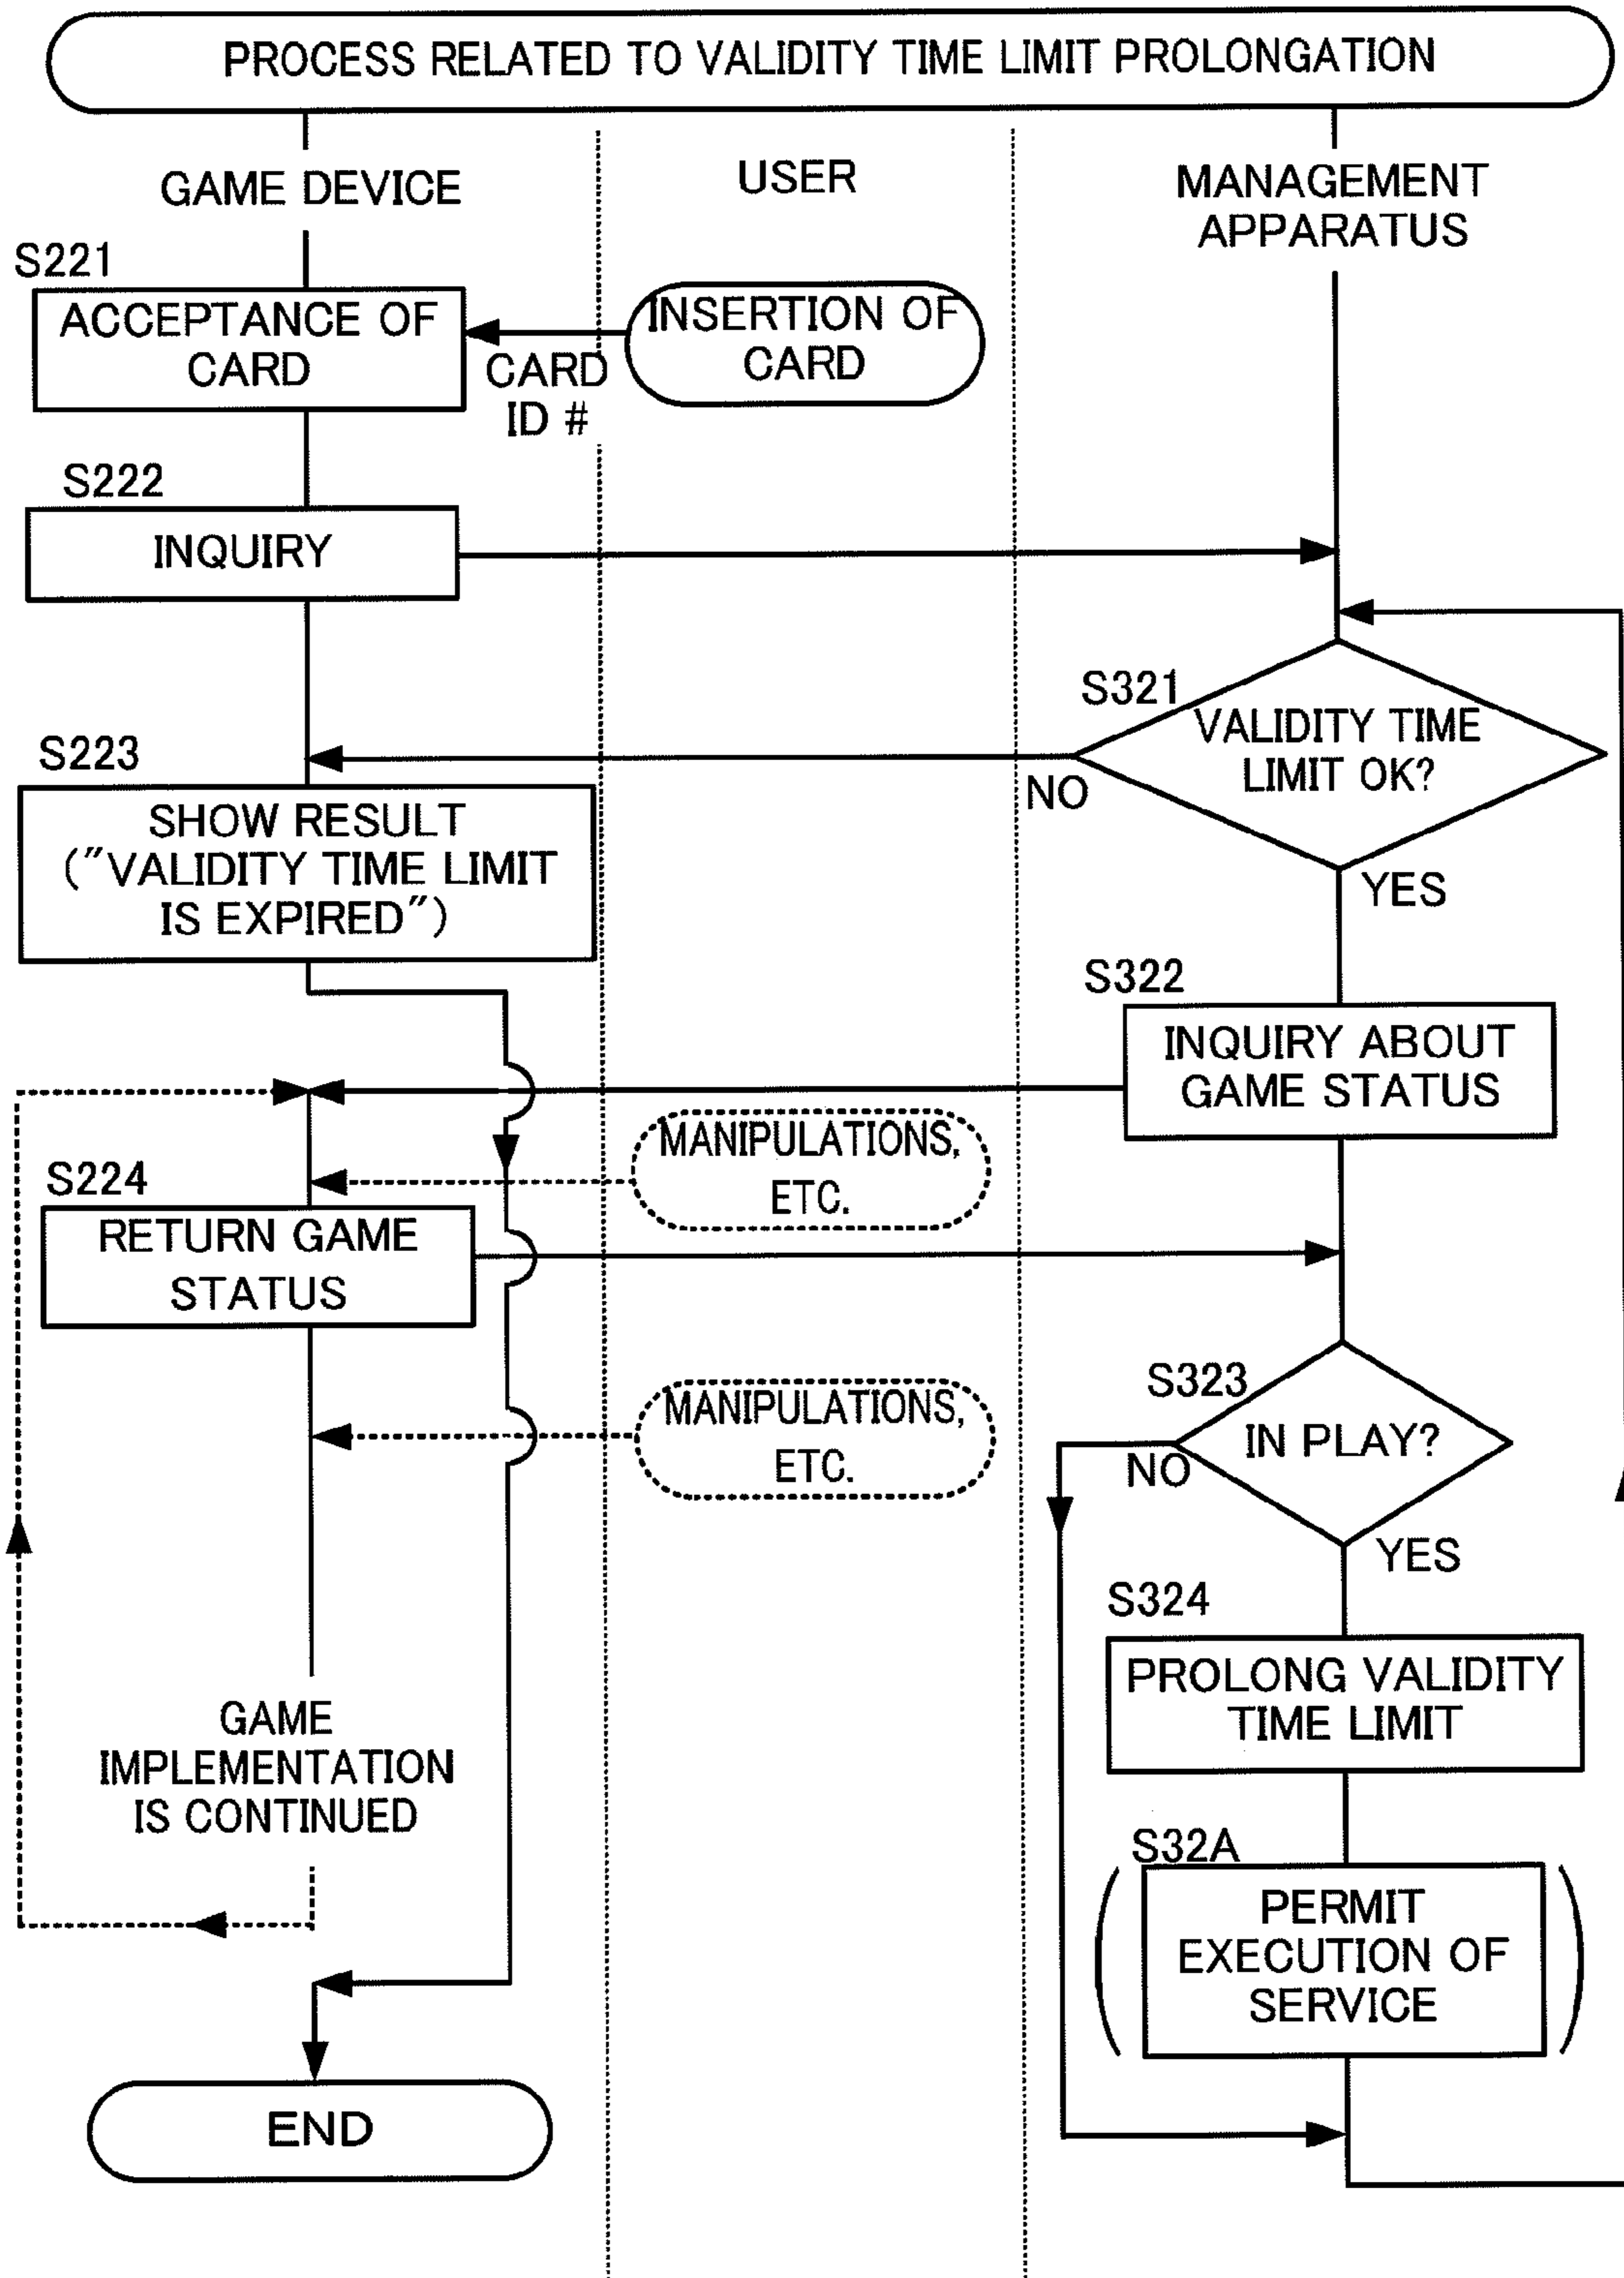 PROCESS RELATED TO VALIDITY TIME LIMIT PROLONGATION
GAME DEVICE
USER
MANAGEMENT
APPARATUS
S221
ACCEPTANCE OF
CARD
INSERTION OF
CARD
CARD
ID #
S222
INQUIRY
S321
VALIDITY TIME
LIMIT OK?
NO
YES
S223
SHOW RESULT
("VALIDITY TIME LIMIT
IS EXPIRED")
S322
INQUIRY ABOUT
GAME STATUS
MANIPULATIONS,
ETC.
S224
RETURN GAME
STATUS
S323
IN PLAY?
NO
YES
MANIPULATIONS,
ETC.
S324
PROLONG VALIDITY
TIME LIMIT
GAME
IMPLEMENTATION
IS CONTINUED
S32A
PERMIT
EXECUTION OF
SERVICE
END